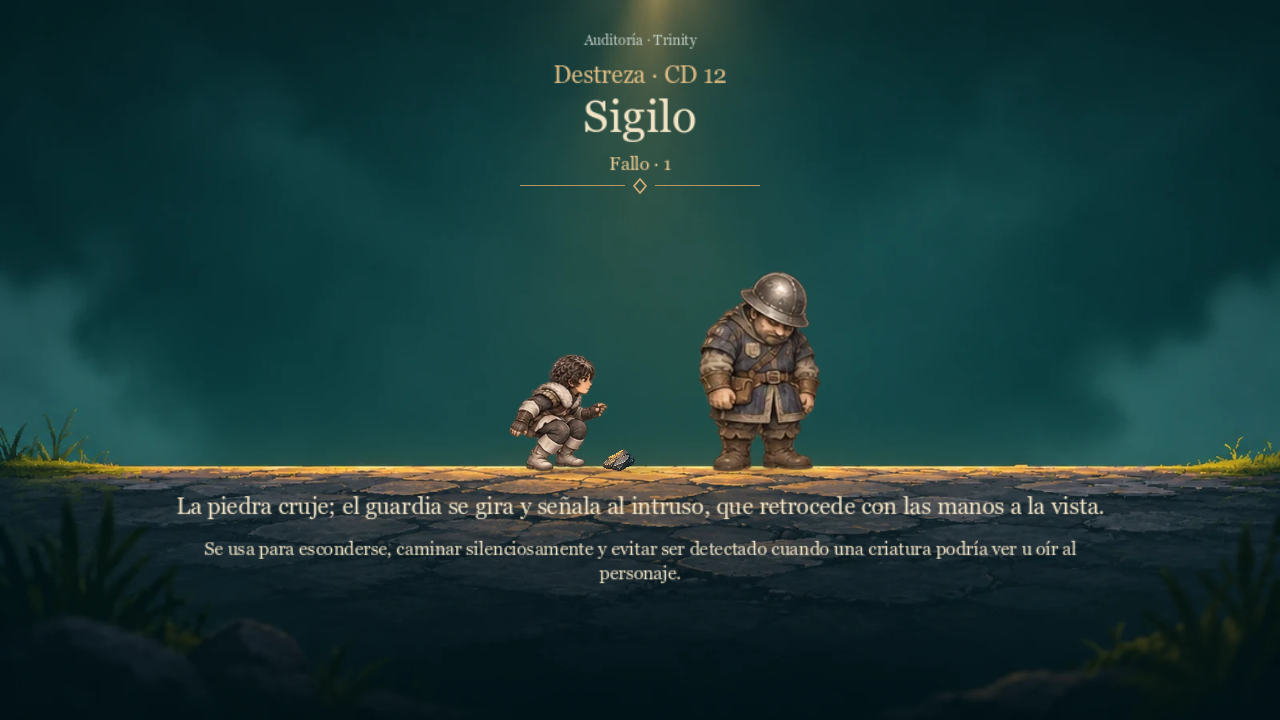 Auditoría · Trinity
Destreza · CD 12
Sigilo
Fallo · 1
La piedra cruje; el guardia se gira y señala al intruso, que retrocede con las manos a la vista.
Se usa para esconderse, caminar silenciosamente y evitar ser detectado cuando una criatura podría ver u oír al
personaje.